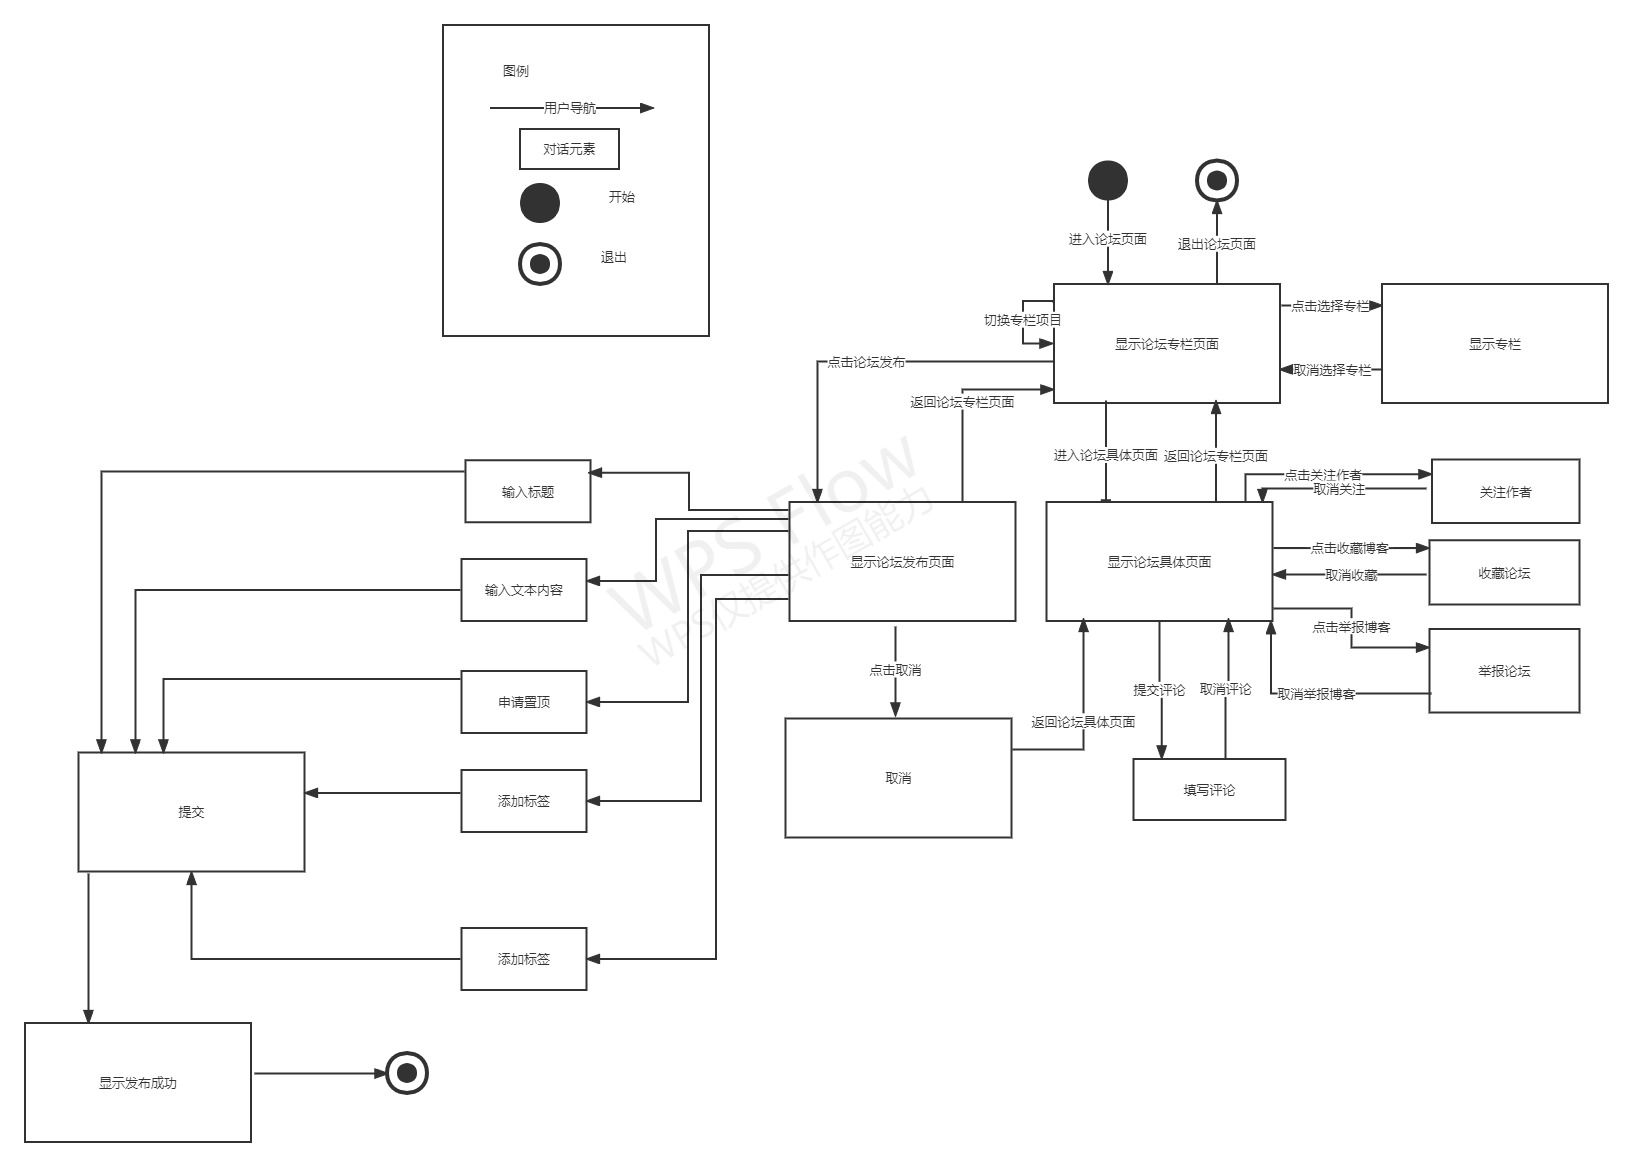 图例
用户导航
对话元素
开始
退出
进入论坛页面
退出论坛页面
切换专栏项目
显示论坛专栏页面
点击选择专栏
取消选择专栏
显示专栏
点击论坛发布
返回论坛专栏页面
进入论坛具体页面
返回论坛专栏页面
点击关注作者
取消关注
关注作者
输入标题
输入文本内容
申请置顶
添加标签
添加标签
提交
显示发布成功
显示论坛发布页面
点击取消
取消
返回论坛具体页面
显示论坛具体页面
点击收藏博客
取消收藏
收藏论坛
点击举报博客
取消举报博客
举报论坛
提交评论
取消评论
填写评论
WPS Flow
WPS仅提供作图能力